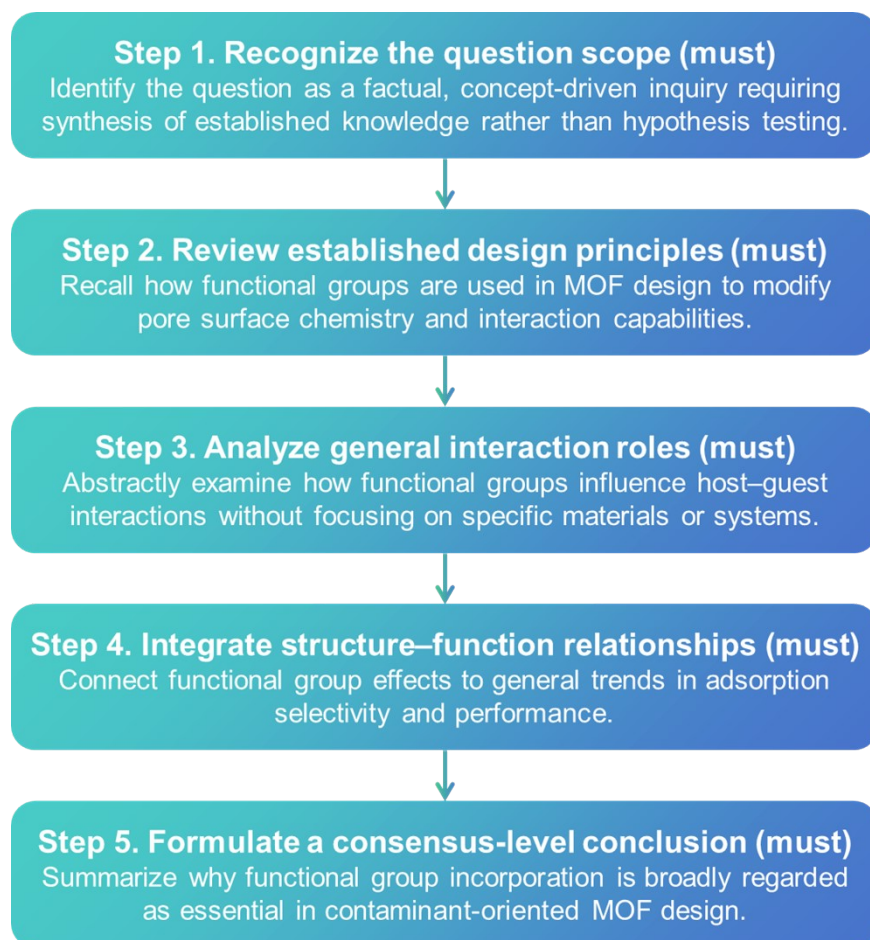 Step 1. Recognize the question scope (must)
Identify the question as a factual, concept-driven inquiry requiring
synthesis of established knowledge rather than hypothesis testing.
Step 2. Review established design principles (must)
Recall how functional groups are used in MOF design to modify
pore surface chemistry and interaction capabilities.
Step 3. Analyze general interaction roles (must)
Abstractly examine how functional groups influence host–guest
interactions without focusing on specific materials or systems.
Step 4. Integrate structure–function relationships (must)
Connect functional group effects to general trends in adsorption
selectivity and performance.
Step 5. Formulate a consensus-level conclusion (must)
Summarize why functional group incorporation is broadly regarded
as essential in contaminant-oriented MOF design.